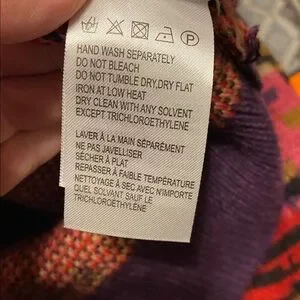 HAND WASH SEPARATELY
DO NOT BLEACH
DO NOT TUMBLE DRY,DRY FLAT
IRON AT LOW HEAT
DRY CLEAN WITH ANY SOLVENT
EXCEPT TRICHLOROETHYLENE
LAVER À LA MAIN SÉPARÉMENT
NE PAS JAVELLISER
SÉCHER À PLAT
REPASSER À FAIBLE TEMPÉRATURE
NETTOYAGE À SEC AVEC N'IMPORTE
QUEL SOLVANT SAUF LE
TRICHLOROÉTHYLÈNE